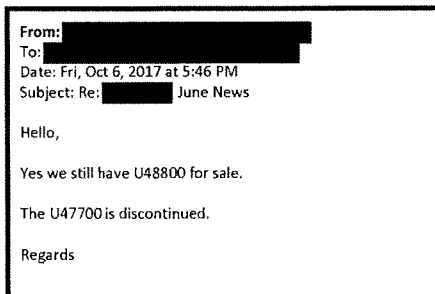 From:
To:
Date: Fri, Oct 6, 2017 at 5:46 PM
Subject: Re: June News
Hello,
Yes we still have U48800 for sale.
The U47700 is discontinued.
Regards